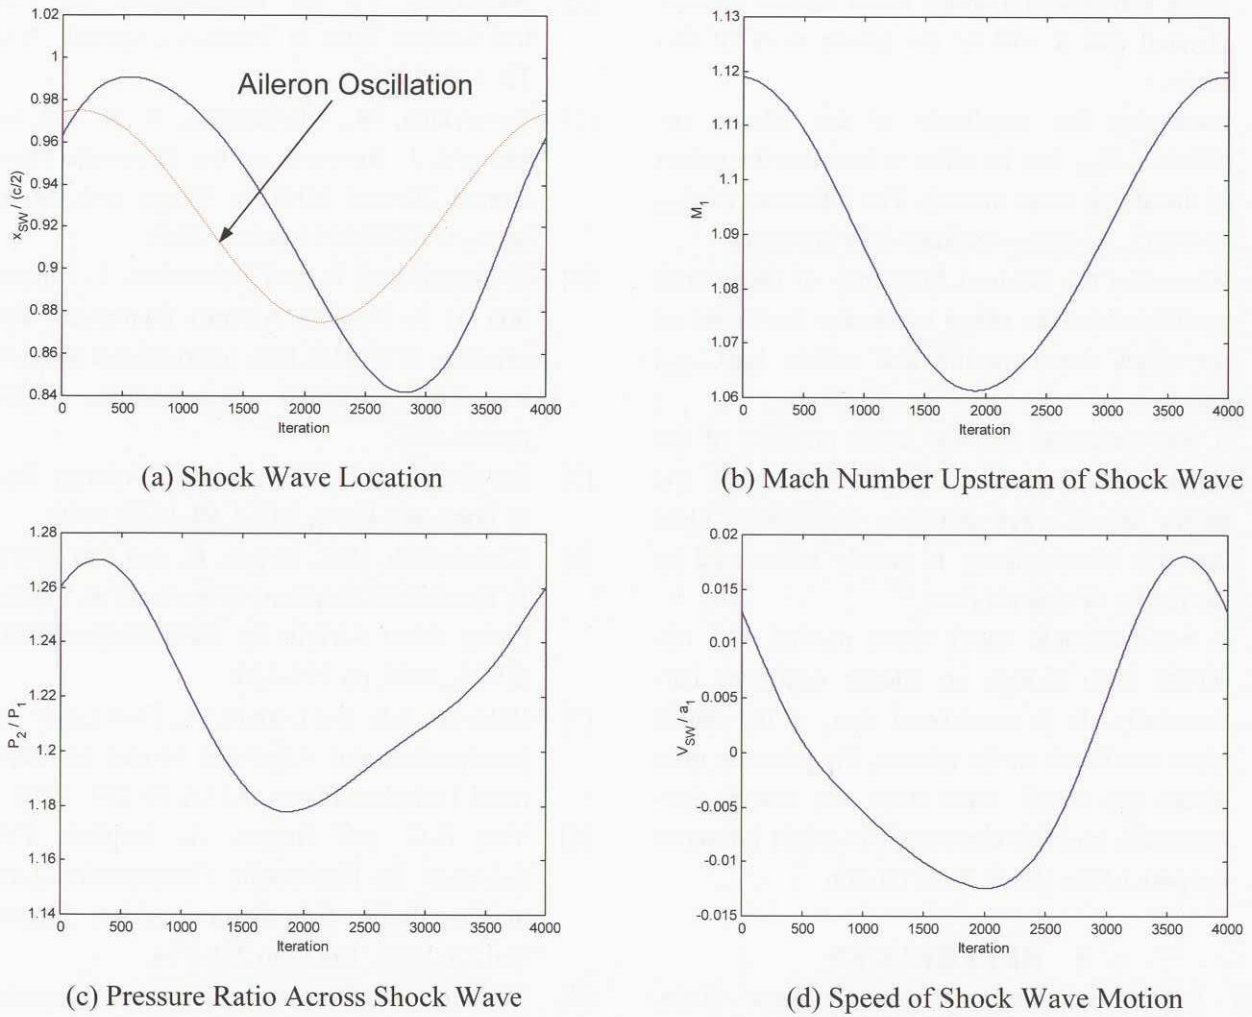 1.02
1
0.98
0.96
0.94
0.92
0.9
0.88
0.86
0.84
x_SW / (c/2)
Aileron Oscillation
0 500 1000 1500 2000 2500 3000 3500 4000
Iteration
(a) Shock Wave Location
1.13
1.12
1.11
1.1
1.09
1.08
1.07
1.06
M_1
0 500 1000 1500 2000 2500 3000 3500 4000
Iteration
(b) Mach Number Upstream of Shock Wave
1.28
1.26
1.24
1.22
1.2
1.18
1.16
1.14
P_2 / P_1
0 500 1000 1500 2000 2500 3000 3500 4000
Iteration
(c) Pressure Ratio Across Shock Wave
0.02
0.015
0.01
0.005
0
-0.005
-0.01
-0.015
V_SW / a_1
0 500 1000 1500 2000 2500 3000 3500 4000
Iteration
(d) Speed of Shock Wave Motion